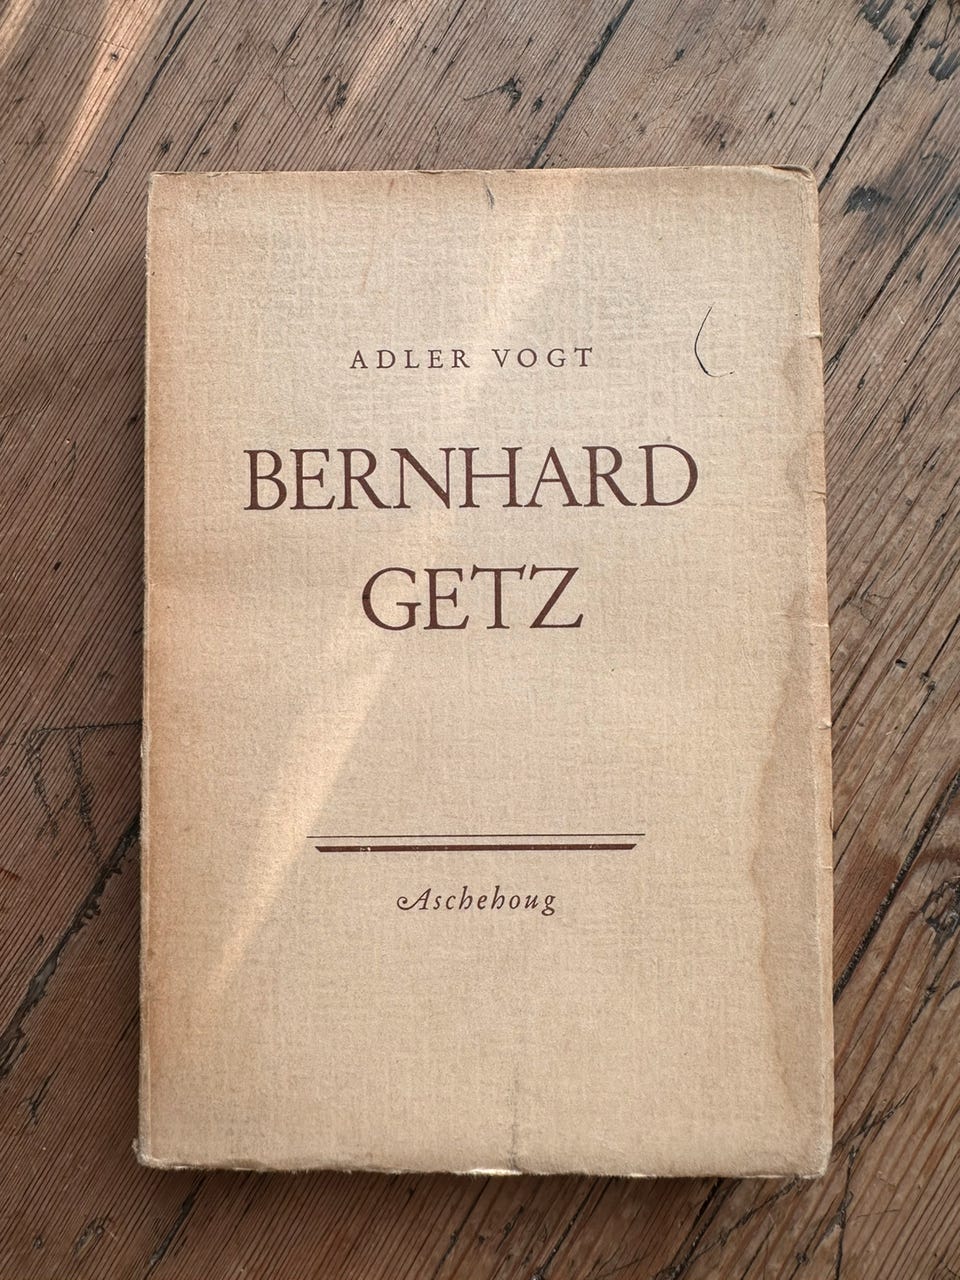 ADLER VOGT
BERNHARD
GETZ
Aschehoug